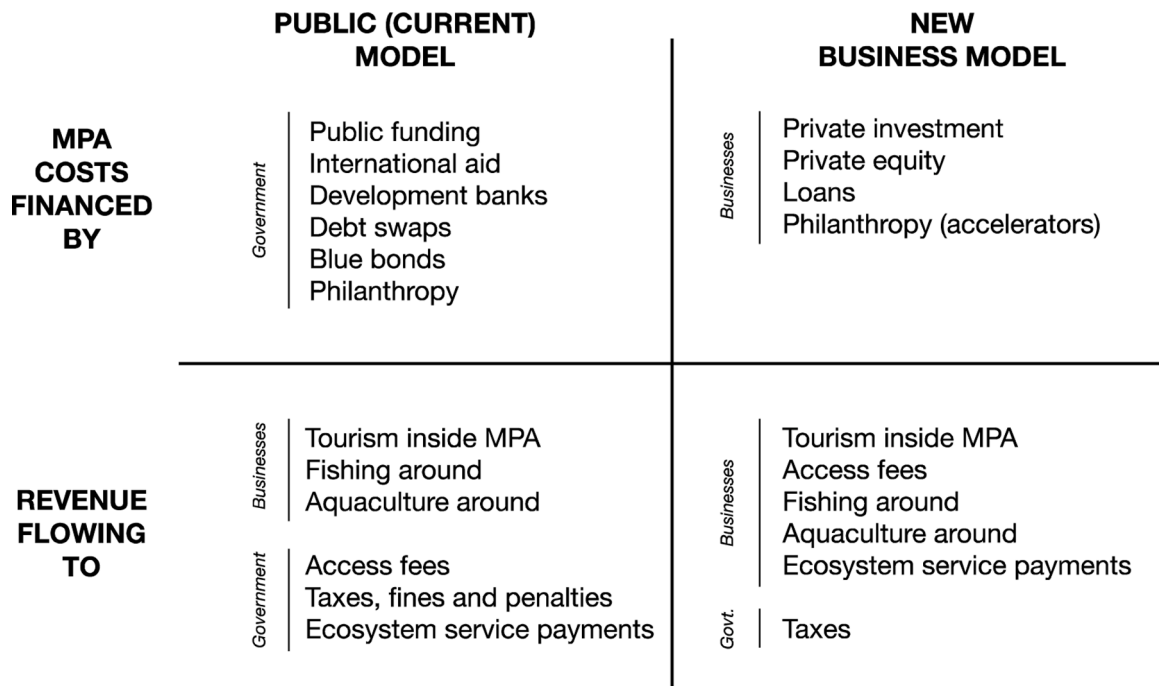 PUBLIC (CURRENT)
MODEL
NEW
BUSINESS MODEL
MPA
COSTS
FINANCED
BY
Government
Public funding
International aid
Development banks
Debt swaps
Blue bonds
Philanthropy
Businesses
Private investment
Private equity
Loans
Philanthropy (accelerators)
REVENUE
FLOWING
TO
Businesses
Tourism inside MPA
Fishing around
Aquaculture around
Government
Access fees
Taxes, fines and penalties
Ecosystem service payments
Businesses
Tourism inside MPA
Access fees
Fishing around
Aquaculture around
Ecosystem service payments
Govt.
Taxes